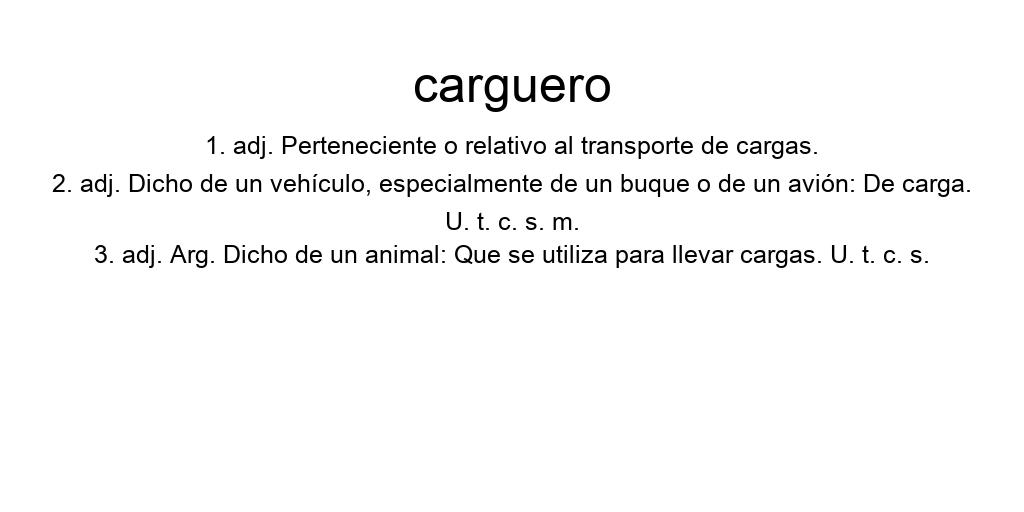 carguero
1. adj. Perteneciente o relativo al transporte de cargas.
2. adj. Dicho de un vehículo, especialmente de un buque o de un avión: De carga.
U. t. c. s. m.
3. adj. Arg. Dicho de un animal: Que se utiliza para llevar cargas. U. t. c. s.